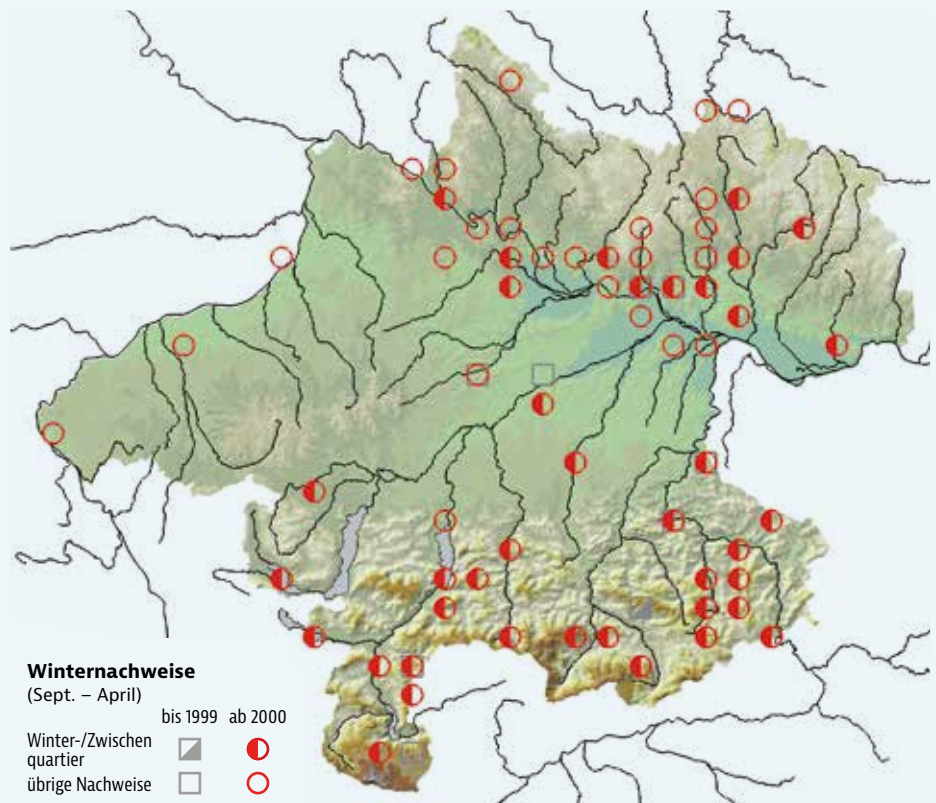 Winternachweise
(Sept. – April)
bis 1999 ab 2000
Winter-/Zwischen
quartier
übrige Nachweise